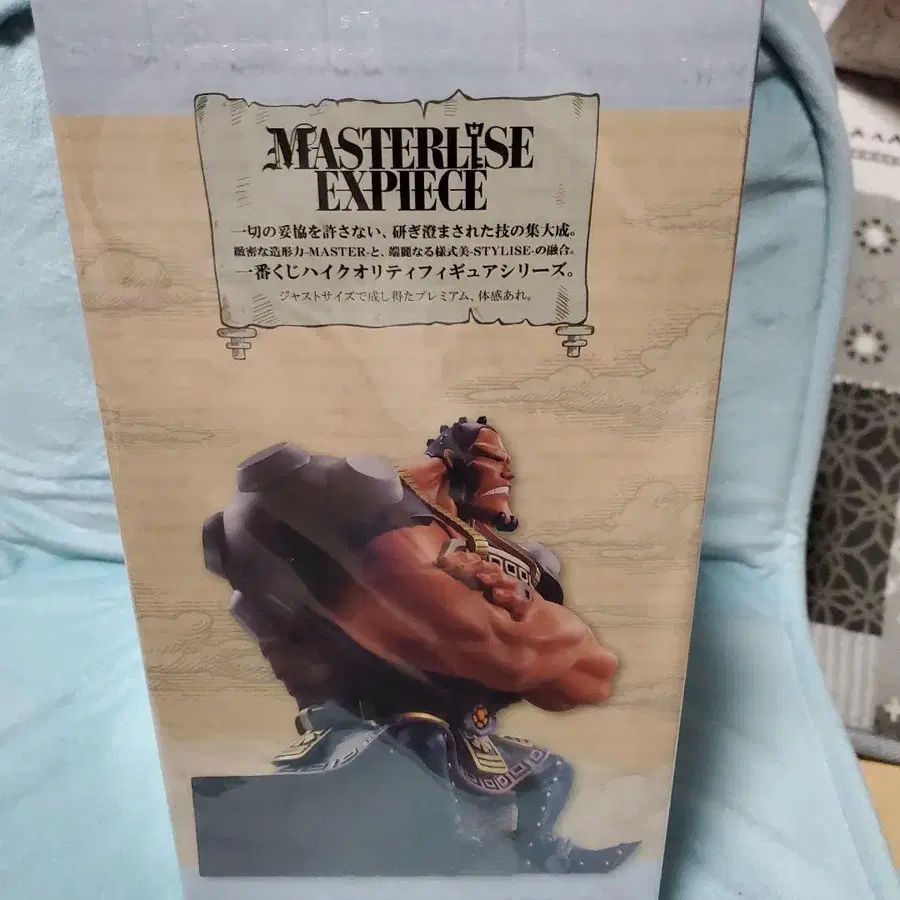 MASTERLISE
EXPIECE
一切の妥協を許さない、研ぎ澄まされた技の集大成。
緻密な造形力-MASTER-と、端麗なる様式美-STYLISE-の融合。
一番くじハイクオリティフィギュアシリーズ。
ジャストサイズで成し得たプレミアム、体感あれ。